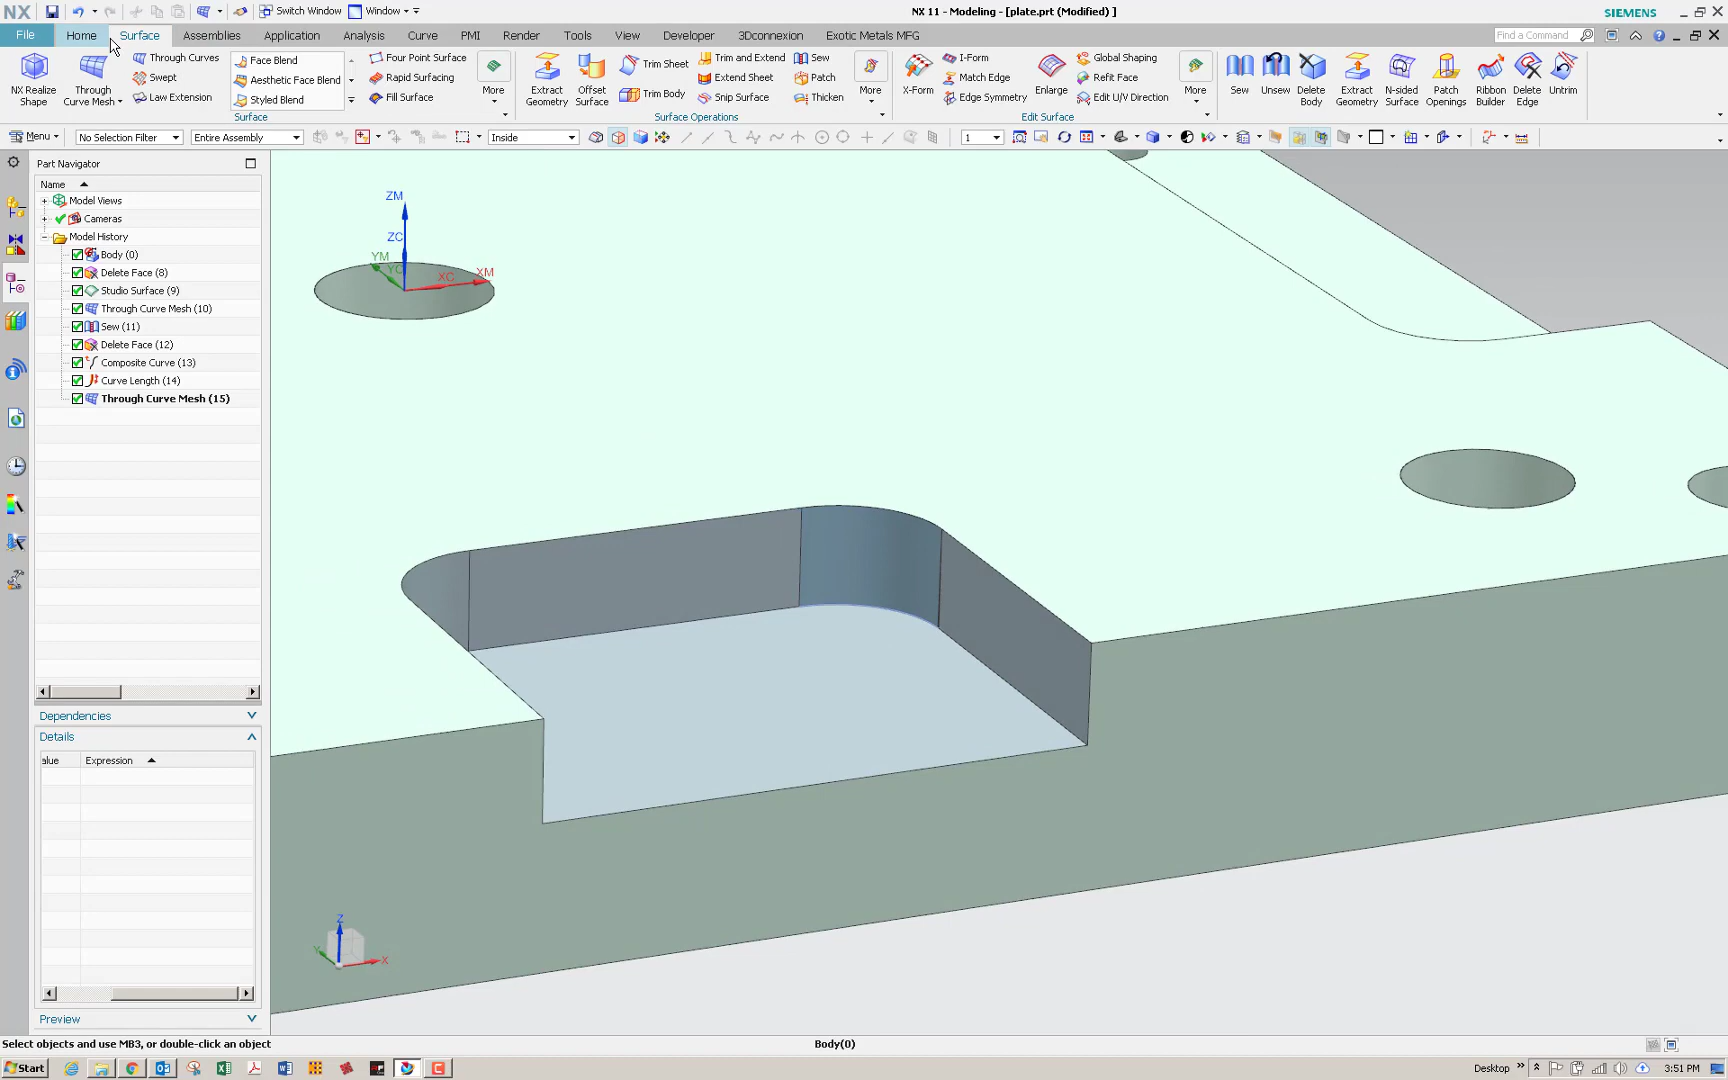 NX Switch Window Window NX 11 - Modeling - [plate.prt (Modified) ] SIEMENS
File Home Surface Assemblies Application Analysis Curve PMI Render Tools View Developer 3Dconnexion Exotic Metals MFG Find a Command
NX Realize Shape
Through Curve Mesh
Through Curves
Swept
Law Extension
Face Blend
Aesthetic Face Blend
Styled Blend
Four Point Surface
Rapid Surfacing
Fill Surface
More
Surface
Extract Geometry
Offset Surface
Trim Sheet
Trim Body
Trim and Extend
Extend Sheet
Snip Surface
Sew
Patch
Thicken
More
Surface Operations
X-Form
I-Form
Match Edge
Edge Symmetry
Enlarge
Global Shaping
Refit Face
Edit U/V Direction
More
Edit Surface
Sew
Unsew
Delete Body
Extract Geometry
N-sided Surface
Patch Openings
Ribbon Builder
Delete Edge
Untrim
Menu No Selection Filter Entire Assembly Inside 1
Part Navigator
Name
Model Views
Cameras
Model History
Body (0)
Delete Face (8)
Studio Surface (9)
Through Curve Mesh (10)
Sew (11)
Delete Face (12)
Composite Curve (13)
Curve Length (14)
Through Curve Mesh (15)
Dependencies
Details
alue Expression
Preview
ZM
ZC
YM
YC
XC
XM
Z
Y
X
Select objects and use MB3, or double-click an object Body(0)
Start Desktop 3:51 PM